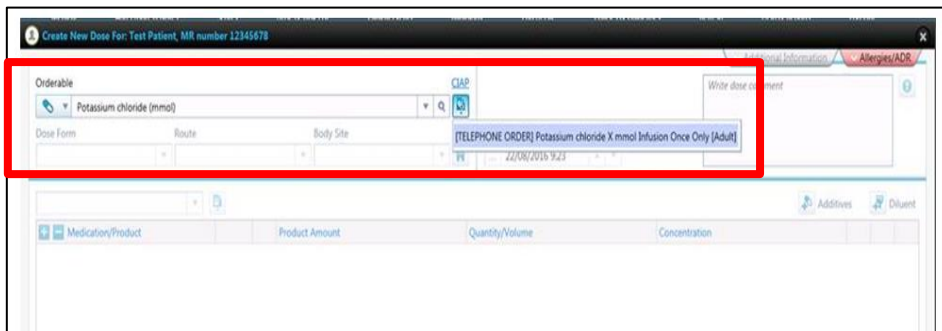 Create New Dose For: Test Patient, MR number 12345678
Additional Information Allergies/ADR
Orderable CIAP Write dose comment
Potassium chloride (mmol)
Dose Form Route Body Site [TELEPHONE ORDER] Potassium chloride X mmol Infusion Once Only [Adult]
22/08/2016 9:23
Additives Diluent
Medication/Product Product Amount Quantity/Volume Concentration